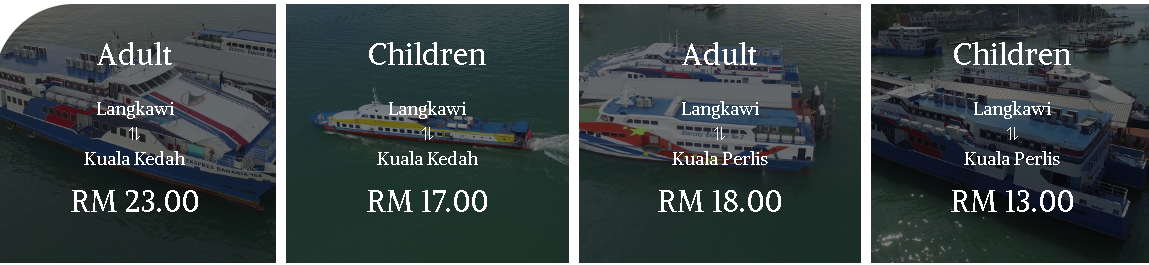 Adult
Langkawi
⇅
Kuala Kedah
RM 23.00
Children
Langkawi
⇅
Kuala Kedah
RM 17.00
Adult
Langkawi
⇅
Kuala Perlis
RM 18.00
Children
Langkawi
⇅
Kuala Perlis
RM 13.00